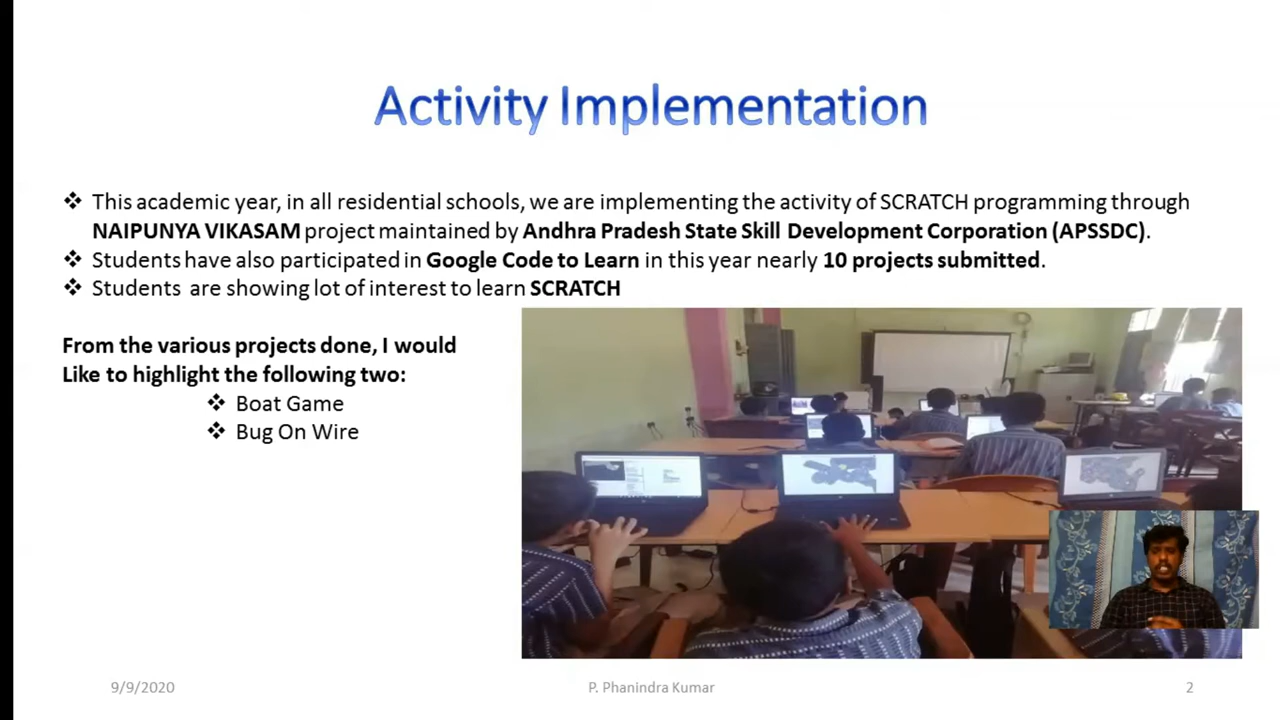 Activity Implementation
❖ This academic year, in all residential schools, we are implementing the activity of SCRATCH programming through
NAIPUNYA VIKASAM project maintained by Andhra Pradesh State Skill Development Corporation (APSSDC).
❖ Students have also participated in Google Code to Learn in this year nearly 10 projects submitted.
❖ Students are showing lot of interest to learn SCRATCH
From the various projects done, I would
Like to highlight the following two:
❖ Boat Game
❖ Bug On Wire
9/9/2020
P. Phanindra Kumar
2